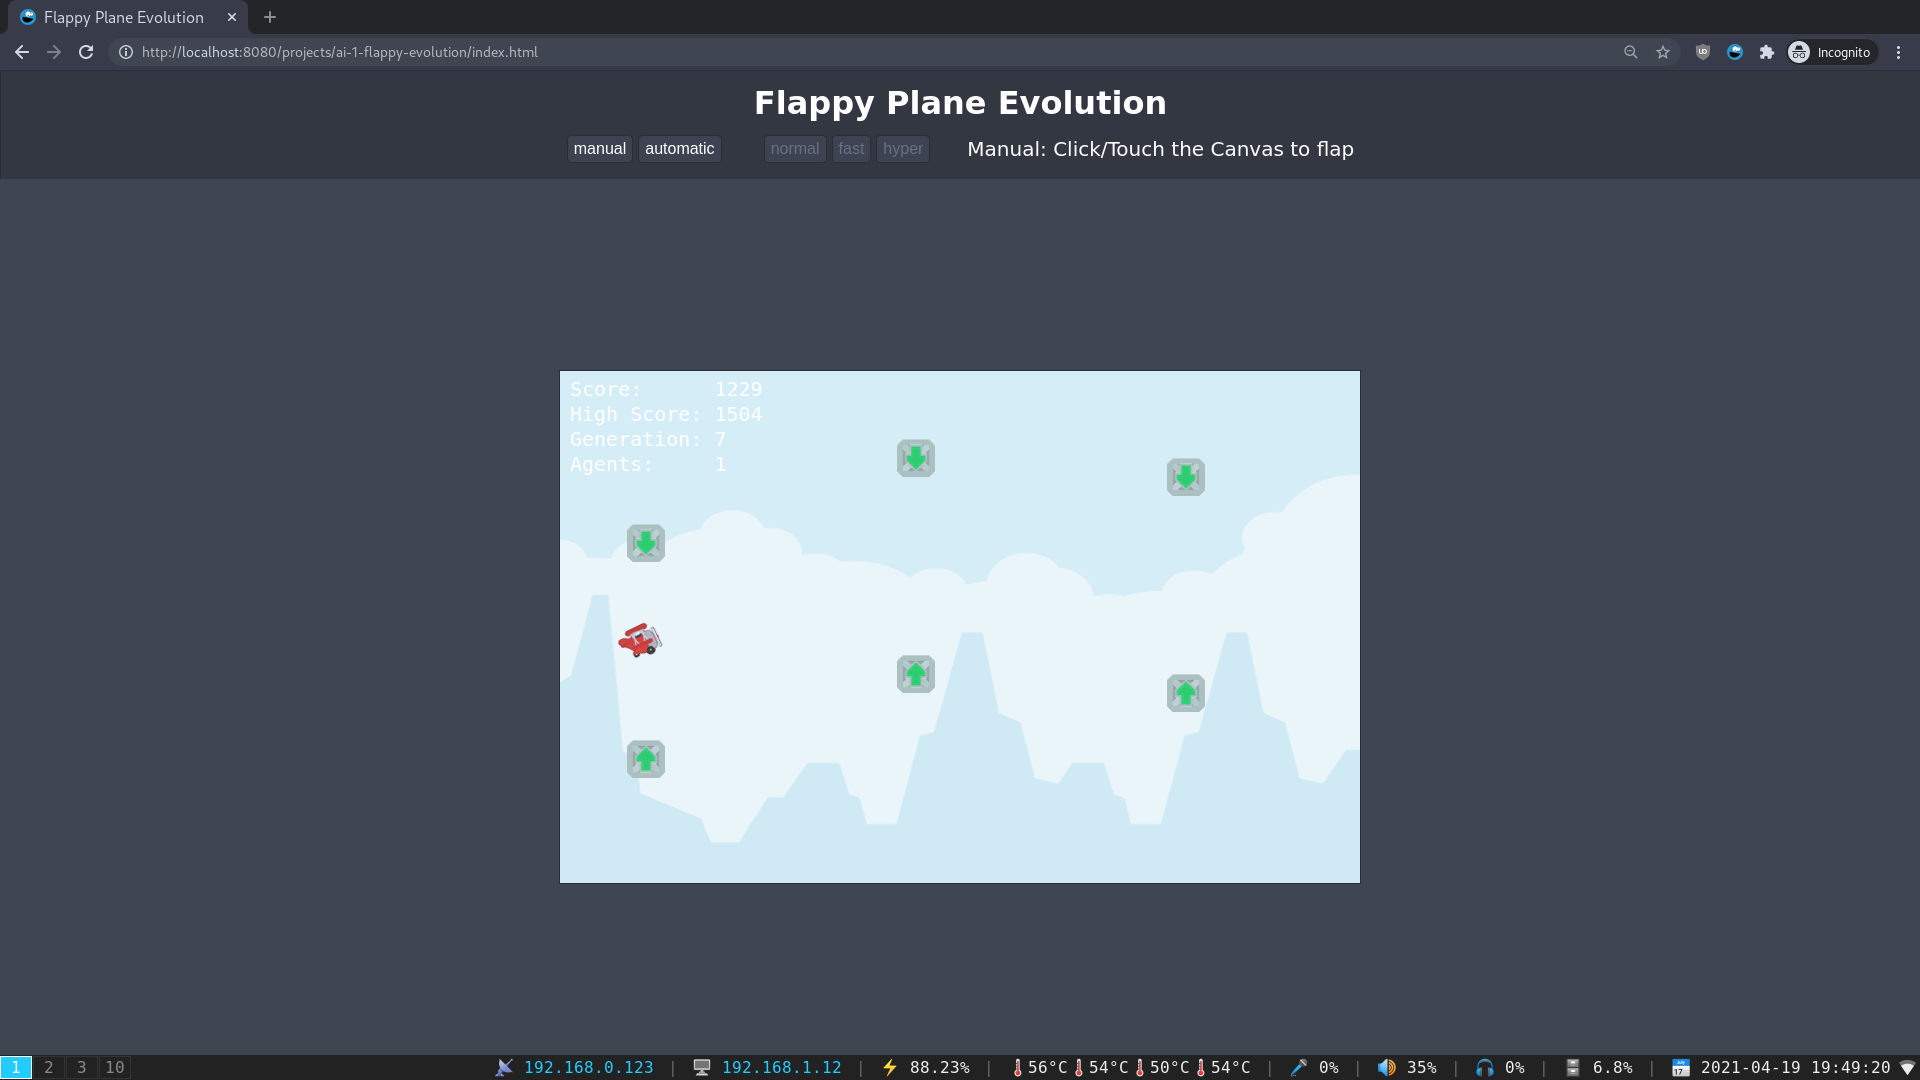 Flappy Plane Evolution
http://localhost:8080/projects/ai-1-flappy-evolution/index.html
Incognito
Flappy Plane Evolution
manual automatic normal fast hyper Manual: Click/Touch the Canvas to flap
Score: 1229
High Score: 1504
Generation: 7
Agents: 1
1 2 3 10 192.168.0.123 | 192.168.1.12 | 88.23% | 56°C 54°C 50°C 54°C | 0% | 35% | 0% | 6.8% | 2021-04-19 19:49:20